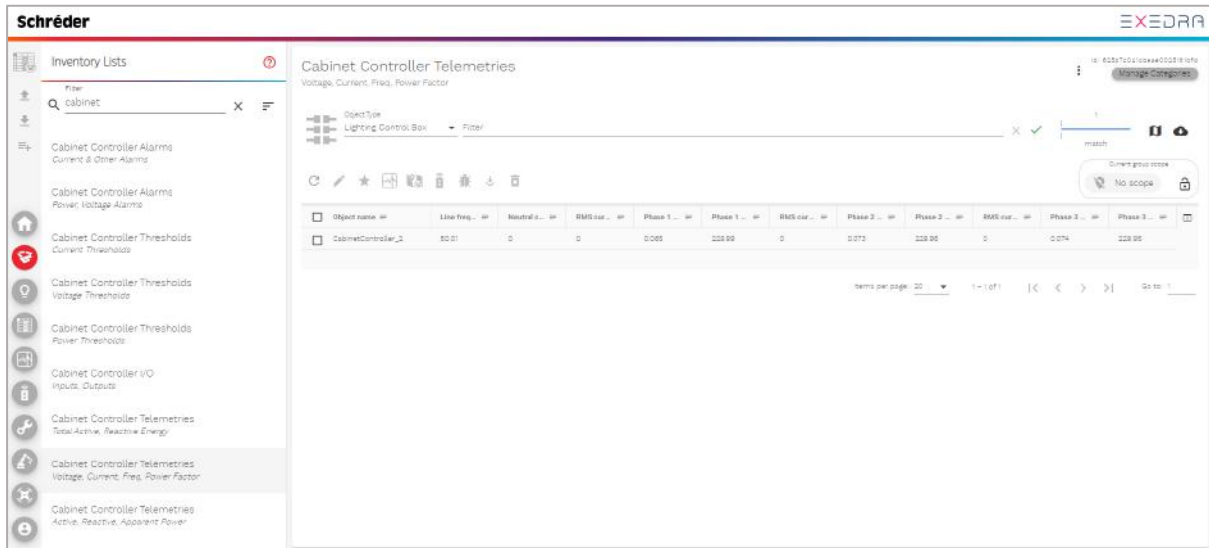 Schréder
EXEDRA
Inventory Lists
Filter
cabinet
Cabinet Controller Alarms
Current & Other Alarms
Cabinet Controller Alarms
Power, Voltage Alarms
Cabinet Controller Thresholds
Current Thresholds
Cabinet Controller Thresholds
Voltage Thresholds
Cabinet Controller Thresholds
Power Thresholds
Cabinet Controller I/O
Inputs, Outputs
Cabinet Controller Telemetries
Total Active, Reactive Energy
Cabinet Controller Telemetries
Voltage, Current, Freq, Power Factor
Cabinet Controller Telemetries
Active, Reactive, Apparent Power
Cabinet Controller Telemetries
Voltage, Current, Freq, Power Factor
Manage Categories
Object Type
Lighting Control Box Filter
1
match
Current group scope
No scope
Object name Line freq... Neutral c... RMS cur... Phase 1 ... Phase 1 ... RMS cur... Phase 2 ... Phase 2 ... RMS cur... Phase 3 ... Phase 3 ...
CabinetController_2 50.01 0 0 0.065 0 0.073 228.96 0 0.074 228.95
Items per page: 20 1 – 1 of 1 Go to: 1